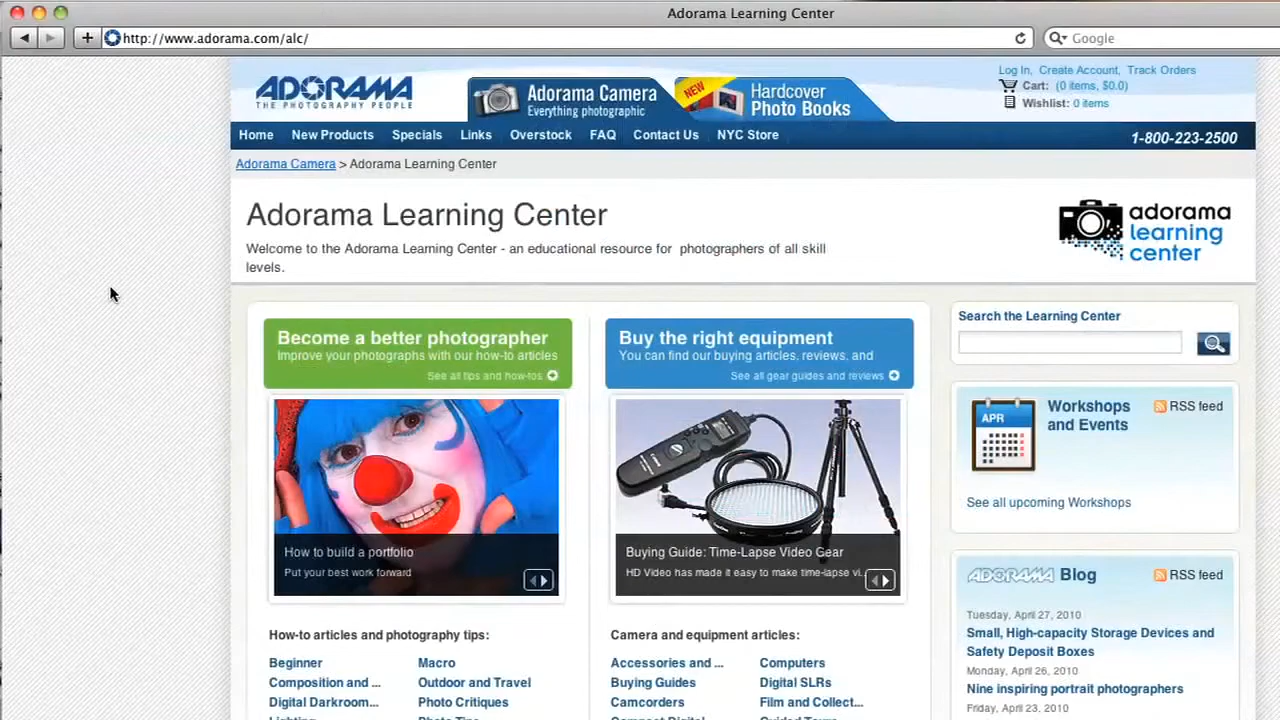 Adorama Learning Center
http://www.adorama.com/alc/
Google
Log In, Create Account, Track Orders
ADORAMA
THE PHOTOGRAPHY PEOPLE
Adorama Camera
Everything photographic
NEW
Hardcover
Photo Books
Cart: (0 items, $0.0)
Wishlist: 0 items
Home New Products Specials Links Overstock FAQ Contact Us NYC Store
1-800-223-2500
Adorama Camera > Adorama Learning Center
Adorama Learning Center
Welcome to the Adorama Learning Center - an educational resource for photographers of all skill
levels.
adorama
learning
center
Become a better photographer
Improve your photographs with our how-to articles
See all tips and how-tos
Buy the right equipment
You can find our buying articles, reviews, and
See all gear guides and reviews
Search the Learning Center
How to build a portfolio
Put your best work forward
Buying Guide: Time-Lapse Video Gear
HD Video has made it easy to make time-lapse vi...
APR
Workshops
and Events
RSS feed
See all upcoming Workshops
ADORAMA Blog
RSS feed
Tuesday, April 27, 2010
Small, High-capacity Storage Devices and
Safety Deposit Boxes
Monday, April 26, 2010
Nine inspiring portrait photographers
Friday, April 23, 2010
How-to articles and photography tips:
Beginner Macro
Composition and ... Outdoor and Travel
Digital Darkroom... Photo Critiques
Lighting Photo Tips
Camera and equipment articles:
Accessories and ... Computers
Buying Guides Digital SLRs
Camcorders Film and Collect...
Compact Digital Guided Tours